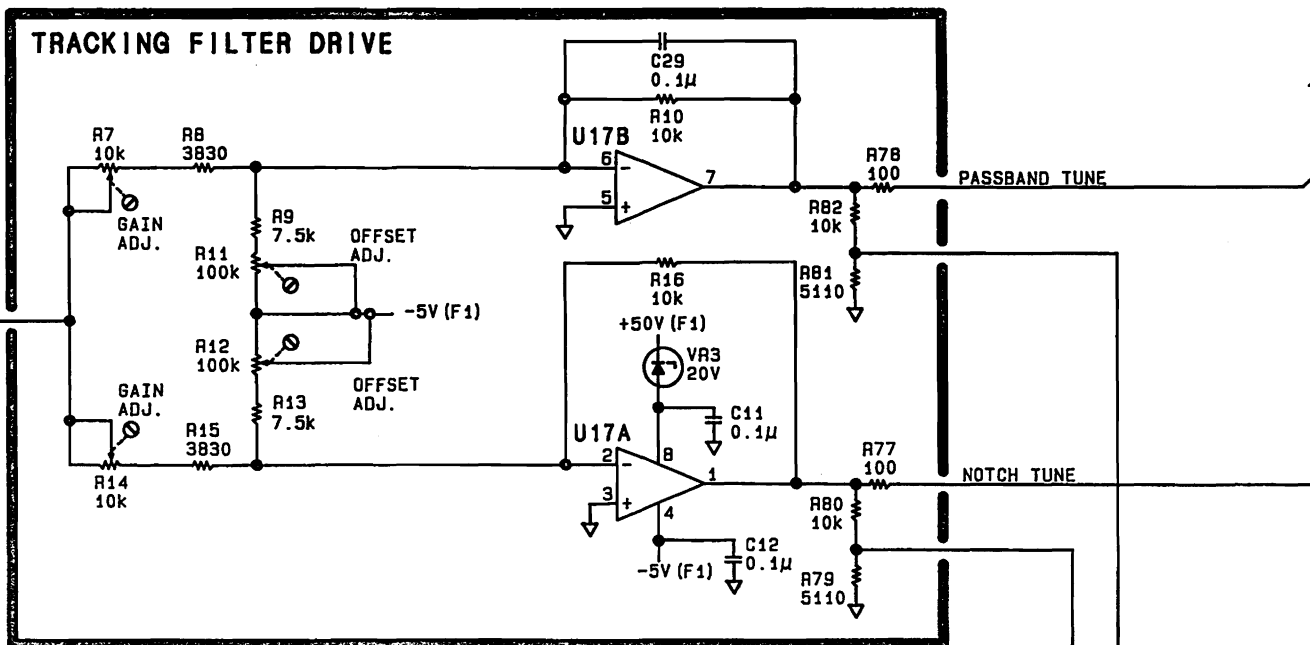 TRACKING FILTER DRIVE
C29
0.1µ
R10
10k
R7
10k
R8
3830
U17B
6
-
5
+
7
R78
100
PASSBAND TUNE
GAIN
ADJ.
R9
7.5k
R82
10k
OFFSET
ADJ.
R11
100k
R16
10k
R81
5110
-5V(F1)
+50V(F1)
R12
100k
VR3
20V
GAIN
ADJ.
OFFSET
ADJ.
R13
7.5k
C11
0.1µ
R15
3830
U17A
8
2
-
3
+
1
4
R77
100
NOTCH TUNE
R14
10k
R80
10k
C12
0.1µ
-5V(F1)
R79
5110